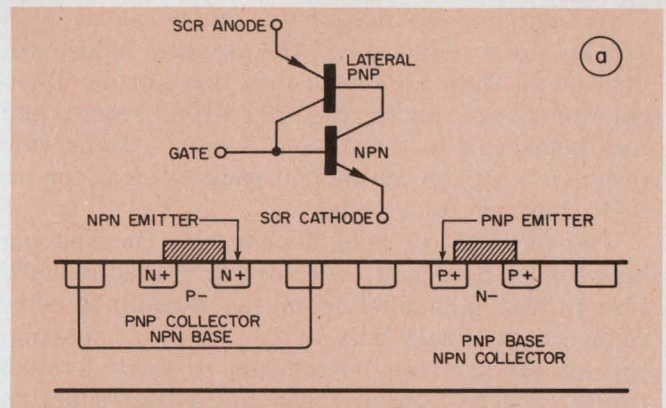 SCR ANODE
a
LATERAL
PNP
GATE
NPN
SCR CATHODE
NPN EMITTER
PNP EMITTER
N+
N+
P+
P+
P-
N-
PNP COLLECTOR
NPN BASE
PNP BASE
NPN COLLECTOR